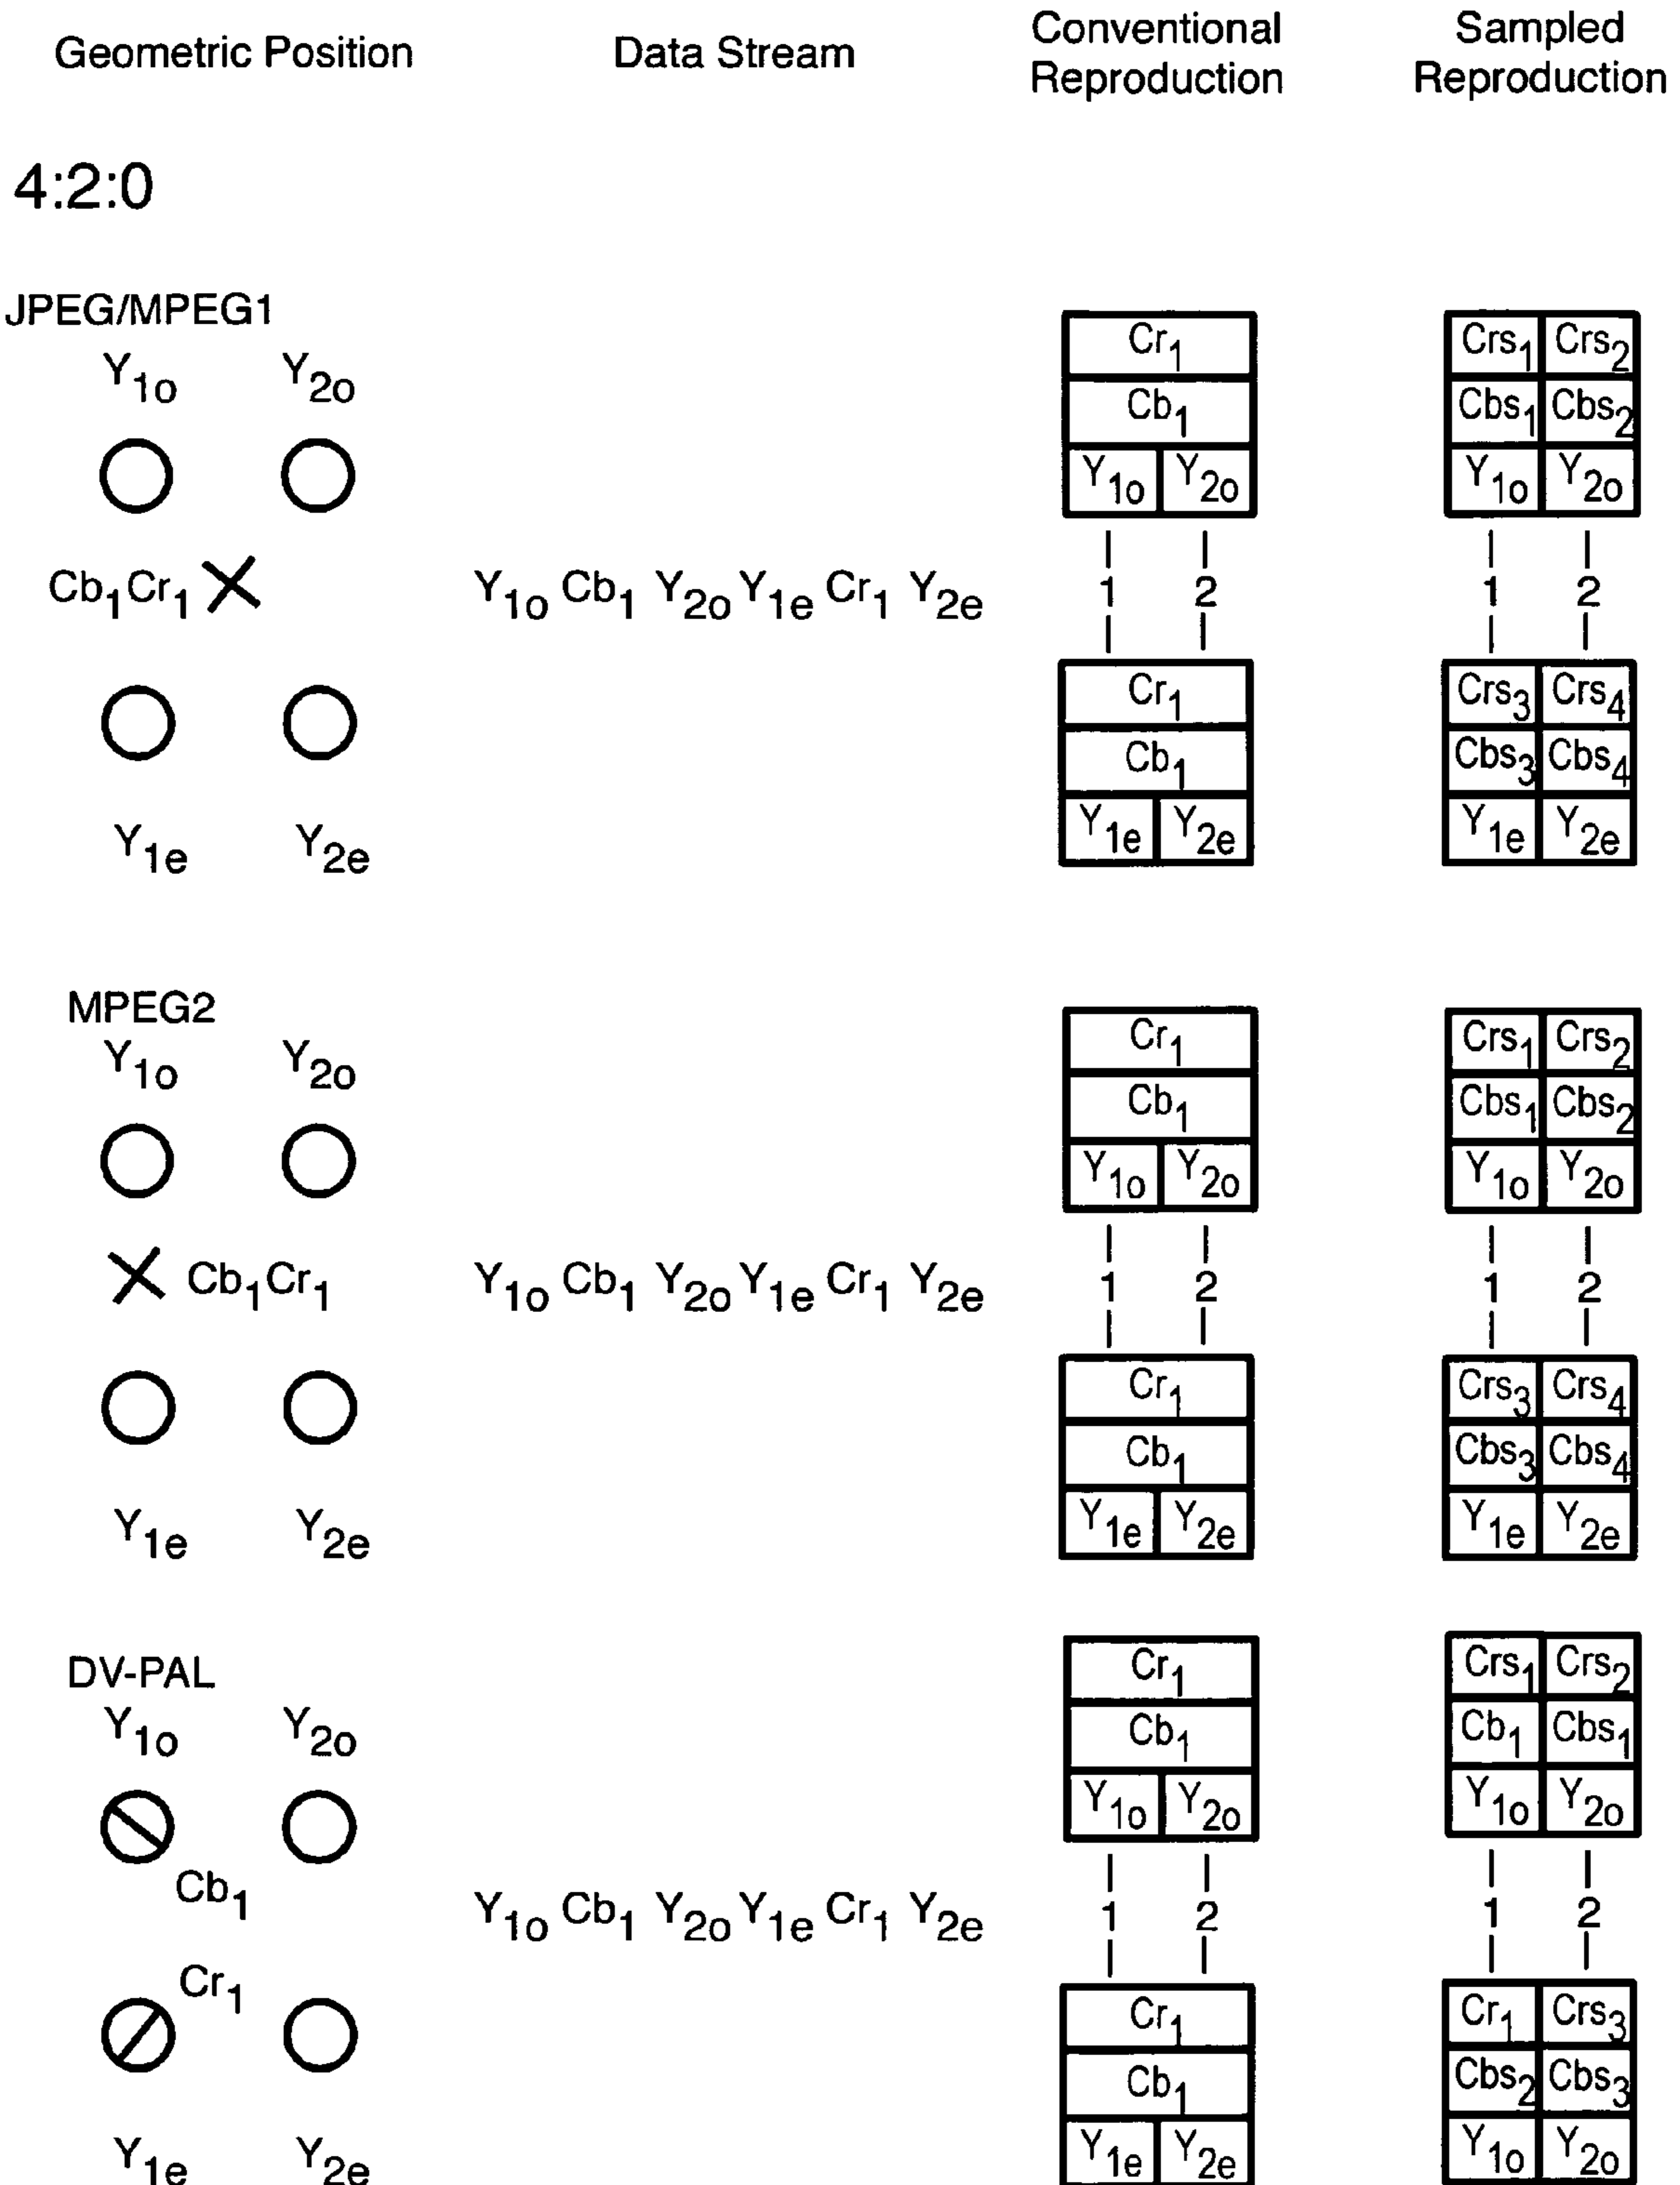 Geometric Position Data Stream Conventional Reproduction Sampled Reproduction
4:2:0
JPEG/MPEG1
Y1o Y2o
Cb1Cr1
Y1e Y2e
Y1o Cb1 Y2o Y1e Cr1 Y2e
Cr1
Cb1
Y1o Y2o
1 2
Cr1
Cb1
Y1e Y2e
Crs1 Crs2
Cbs1 Cbs2
Y1o Y2o
1 2
Crs3 Crs4
Cbs3 Cbs4
Y1e Y2e
MPEG2
Y1o Y2o
Cb1Cr1
Y1e Y2e
Y1o Cb1 Y2o Y1e Cr1 Y2e
Cr1
Cb1
Y1o Y2o
1 2
Cr1
Cb1
Y1e Y2e
Crs1 Crs2
Cbs1 Cbs2
Y1o Y2o
1 2
Crs3 Crs4
Cbs3 Cbs4
Y1e Y2e
DV-PAL
Y1o Y2o
Cb1
Cr1
Y1e Y2e
Y1o Cb1 Y2o Y1e Cr1 Y2e
Cr1
Cb1
Y1o Y2o
1 2
Cr1
Cb1
Y1e Y2e
Crs1 Crs2
Cb1 Cbs1
Y1o Y2o
1 2
Cr1 Crs3
Cbs2 Cbs3
Y1o Y2o